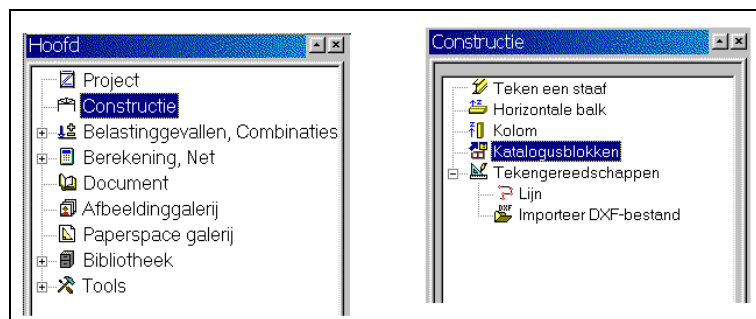 Hoofd
Project
Constructie
Belastinggevallen, Combinaties
Berekening, Net
Document
Afbeeldinggalerij
Paperspace galerij
Bibliotheek
Tools
Constructie
Teken een staaf
Horizontale balk
Kolom
Katalogusblokken
Tekengereedschappen
Lijn
DXF
Importeer DXF-bestand